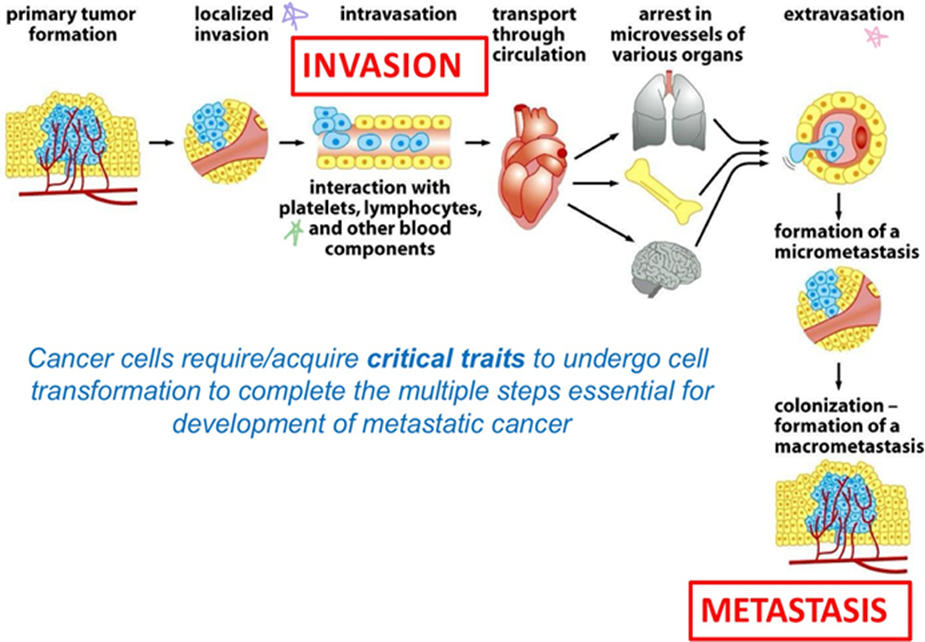 primary tumor
formation
localized
invasion
intravasation
transport
through
circulation
arrest in
microvessels of
various organs
extravasation
INVASION
interaction with
platelets, lymphocytes,
and other blood
components
formation of a
micrometastasis
Cancer cells require/acquire critical traits to undergo cell
transformation to complete the multiple steps essential for
development of metastatic cancer
colonization –
formation of a
macrometastasis
METASTASIS